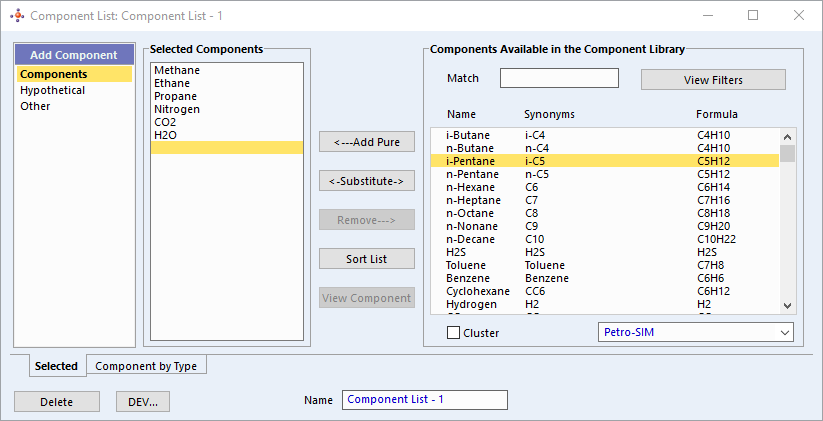 Component List: Component List - 1
Add Component
Components
Hypothetical
Other
Selected Components
Methane
Ethane
Propane
Nitrogen
CO2
H2O
<---Add Pure
<-Substitute->
Remove--->
Sort List
View Component
Components Available in the Component Library
Match
View Filters
Name Synonyms Formula
i-Butane i-C4 C4H10
n-Butane n-C4 C4H10
i-Pentane i-C5 C5H12
n-Pentane n-C5 C5H12
n-Hexane C6 C6H14
n-Heptane C7 C7H16
n-Octane C8 C8H18
n-Nonane C9 C9H20
n-Decane C10 C10H22
H2S H2S H2S
Toluene Toluene C7H8
Benzene Benzene C6H6
Cyclohexane CC6 C6H12
Hydrogen H2 H2
Cluster
Petro-SIM
Selected
Component by Type
Delete
DEV...
Name
Component List - 1